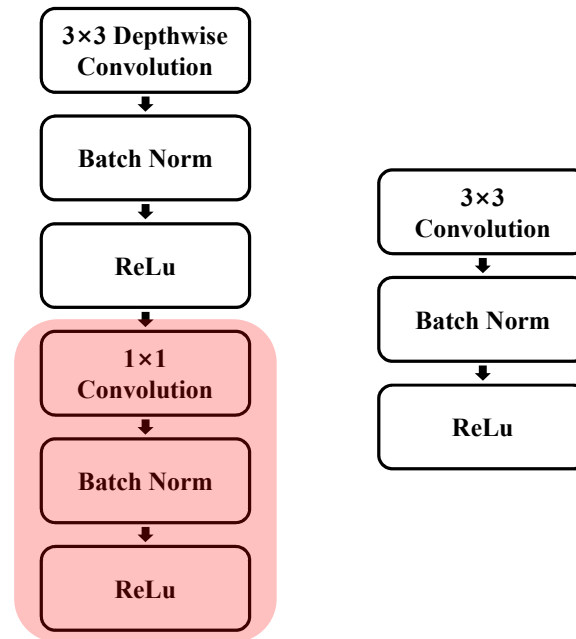 3×3 Depthwise
Convolution
Batch Norm
ReLu
1×1
Convolution
Batch Norm
ReLu
3×3
Convolution
Batch Norm
ReLu